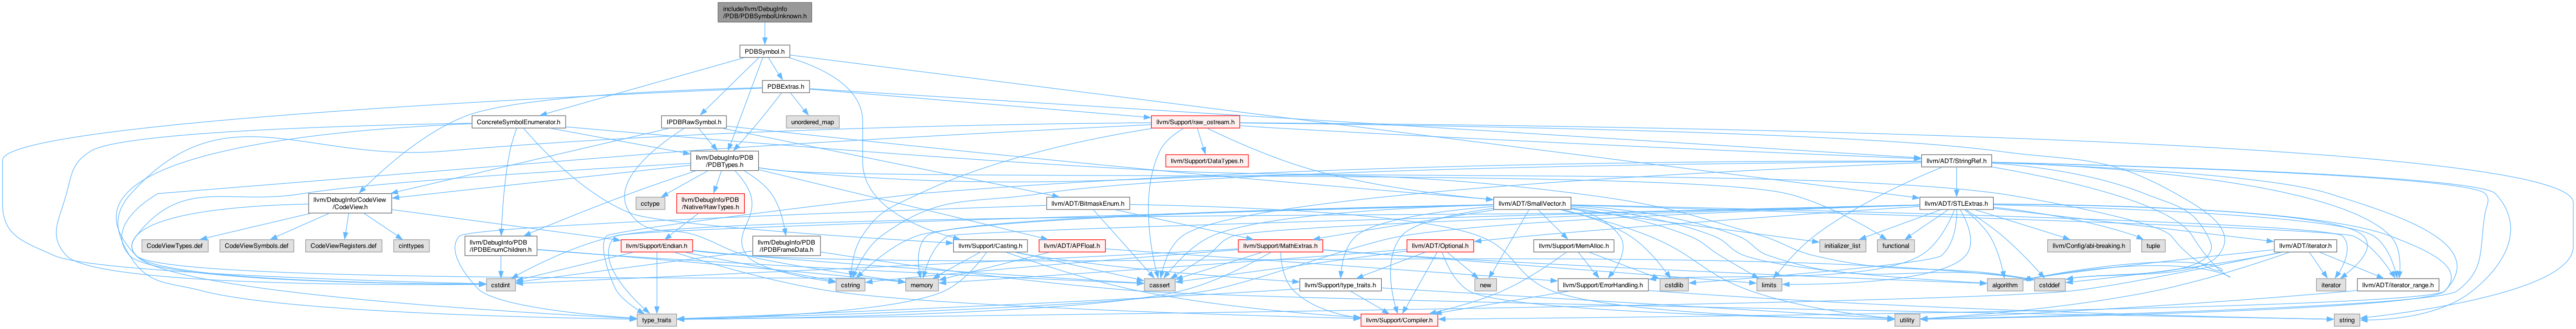 include/llvm/DebugInfo
/PDB/PDBSymbolUnknown.h
PDBSymbol.h
PDBExtras.h
ConcreteSymbolEnumerator.h
IPDBRawSymbol.h
unordered_map
llvm/Support/raw_ostream.h
llvm/DebugInfo/PDB
/PDBTypes.h
llvm/Support/DataTypes.h
llvm/ADT/StringRef.h
llvm/DebugInfo/CodeView
/CodeView.h
cctype
llvm/DebugInfo/PDB
/Native/RawTypes.h
llvm/ADT/BitmaskEnum.h
llvm/ADT/SmallVector.h
llvm/ADT/STLExtras.h
CodeViewTypes.def
CodeViewSymbols.def
CodeViewRegisters.def
cinttypes
llvm/DebugInfo/PDB
/IPDBEnumChildren.h
llvm/Support/Endian.h
llvm/DebugInfo/PDB
/IPDBFrameData.h
llvm/Support/Casting.h
llvm/ADT/APFloat.h
llvm/Support/MathExtras.h
llvm/ADT/Optional.h
llvm/Support/MemAlloc.h
initializer_list
functional
llvm/Config/abi-breaking.h
tuple
llvm/ADT/iterator.h
cstdint
cstring
memory
cassert
llvm/Support/type_traits.h
new
llvm/Support/ErrorHandling.h
cstdlib
limits
algorithm
cstddef
iterator
llvm/ADT/iterator_range.h
type_traits
llvm/Support/Compiler.h
utility
string